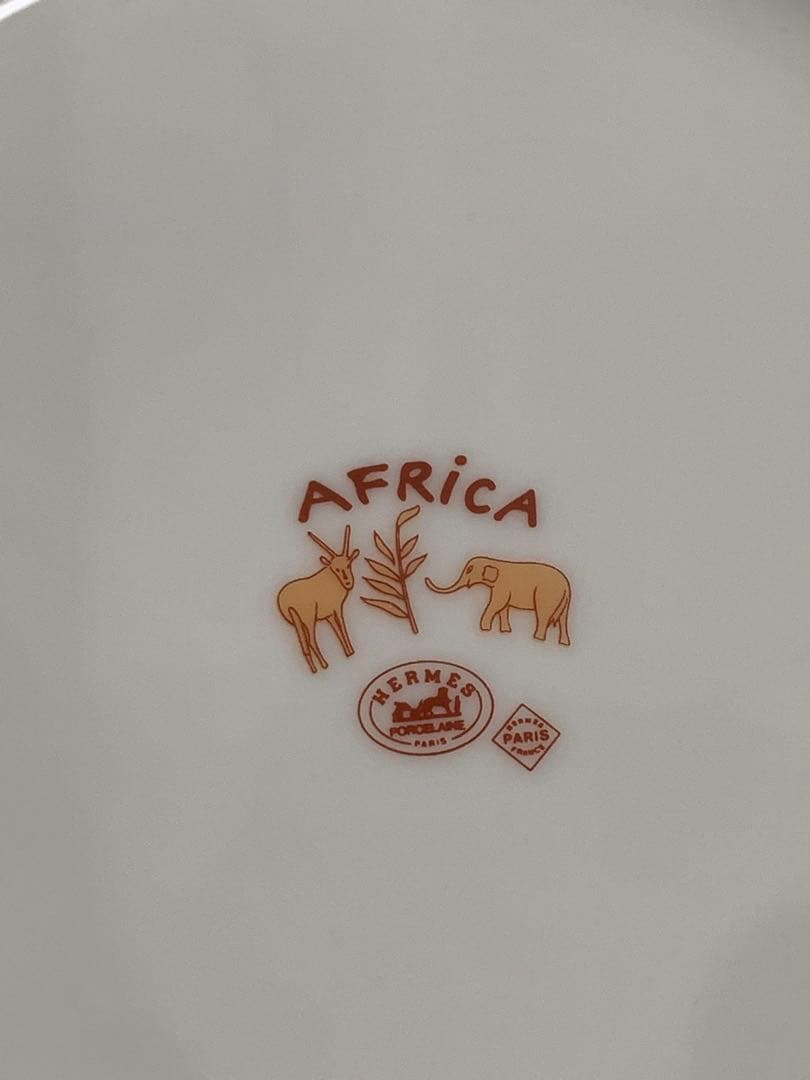 AFRiCA
HERMES
PORCELAINE
PARIS
HERMES
PARIS
FRANCE